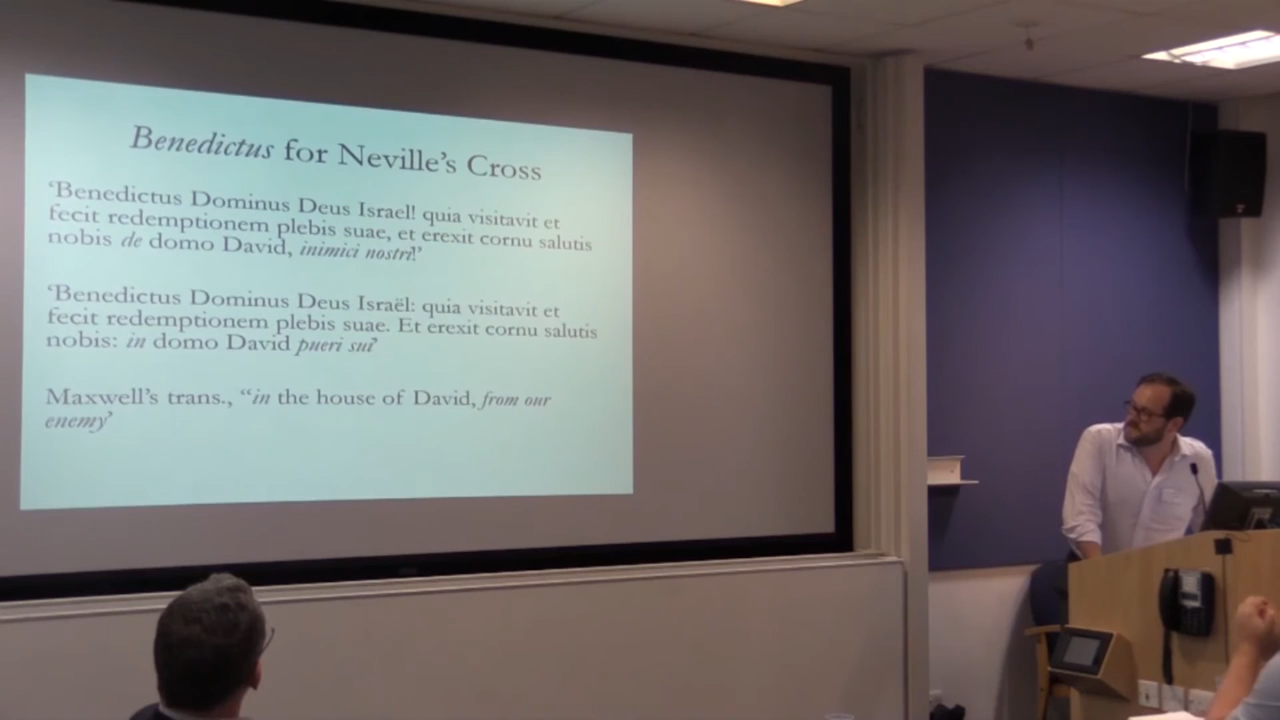 Benedictus for Neville's Cross
‘Benedictus Dominus Deus Israel! quia visitavit et
fecit redemptionem plebis suae, et erexit cornu salutis
nobis de domo David, inimici nostri!’
‘Benedictus Dominus Deus Israël: quia visitavit et
fecit redemptionem plebis suae. Et erexit cornu salutis
nobis: in domo David pueri sui’
Maxwell’s trans., “in the house of David, from our
enemy’